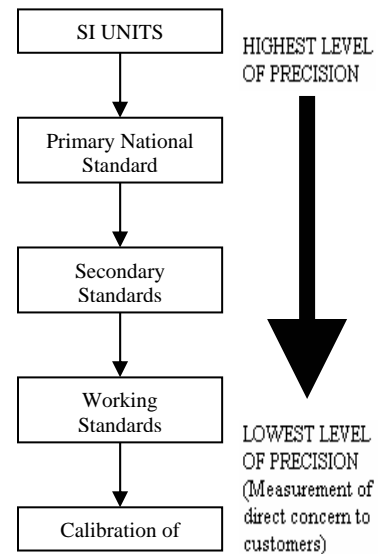 SI UNITS
HIGHEST LEVEL
OF PRECISION
Primary National
Standard
Secondary
Standards
Working
Standards
LOWEST LEVEL
OF PRECISION
(Measurement of
direct concern to
customers)
Calibration of